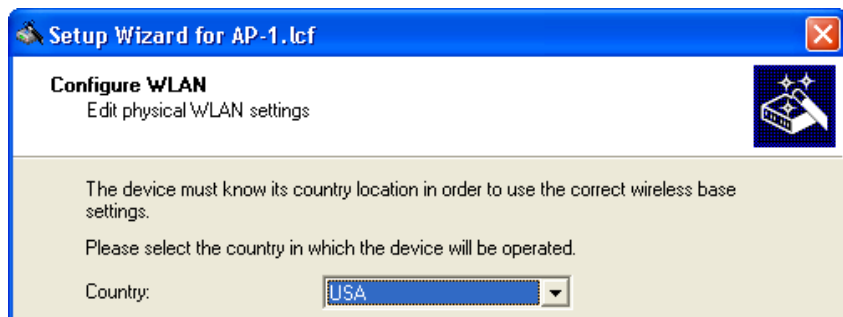 Setup Wizard for AP-1.lcf
Configure WLAN
Edit physical WLAN settings
The device must know its country location in order to use the correct wireless base
settings.
Please select the country in which the device will be operated.
Country:
USA